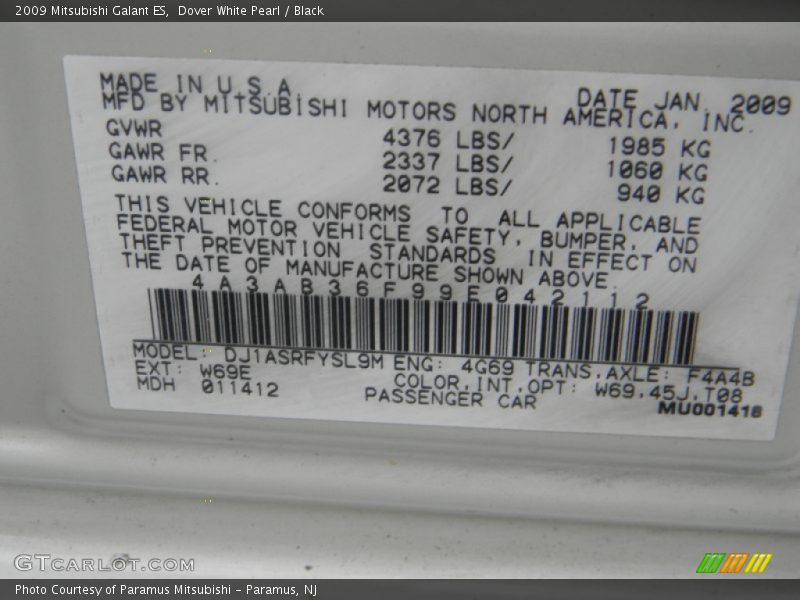 2009 Mitsubishi Galant ES,  Dover White Pearl / Black
MADE IN U.S.A DATE JAN. 2009
MFD BY MITSUBISHI MOTORS NORTH AMERICA, INC.
GVWR 4376 LBS/ 1985 KG
GAWR FR. 2337 LBS/ 1060 KG
GAWR RR. 2072 LBS/ 940 KG
THIS VEHICLE CONFORMS TO ALL APPLICABLE
FEDERAL MOTOR VEHICLE SAFETY, BUMPER, AND
THEFT PREVENTION STANDARDS IN EFFECT ON
THE DATE OF MANUFACTURE SHOWN ABOVE.
4A3AB36F99E042112
MODEL: DJ1ASRFYSL9M ENG: 4G69 TRANS.AXLE: F4A4B
EXT: W69E COLOR.INT.OPT: W69.45J.T08
MDH 011412 PASSENGER CAR MU001418
GTCARLOT.COM
Photo Courtesy of Paramus Mitsubishi – Paramus, NJ